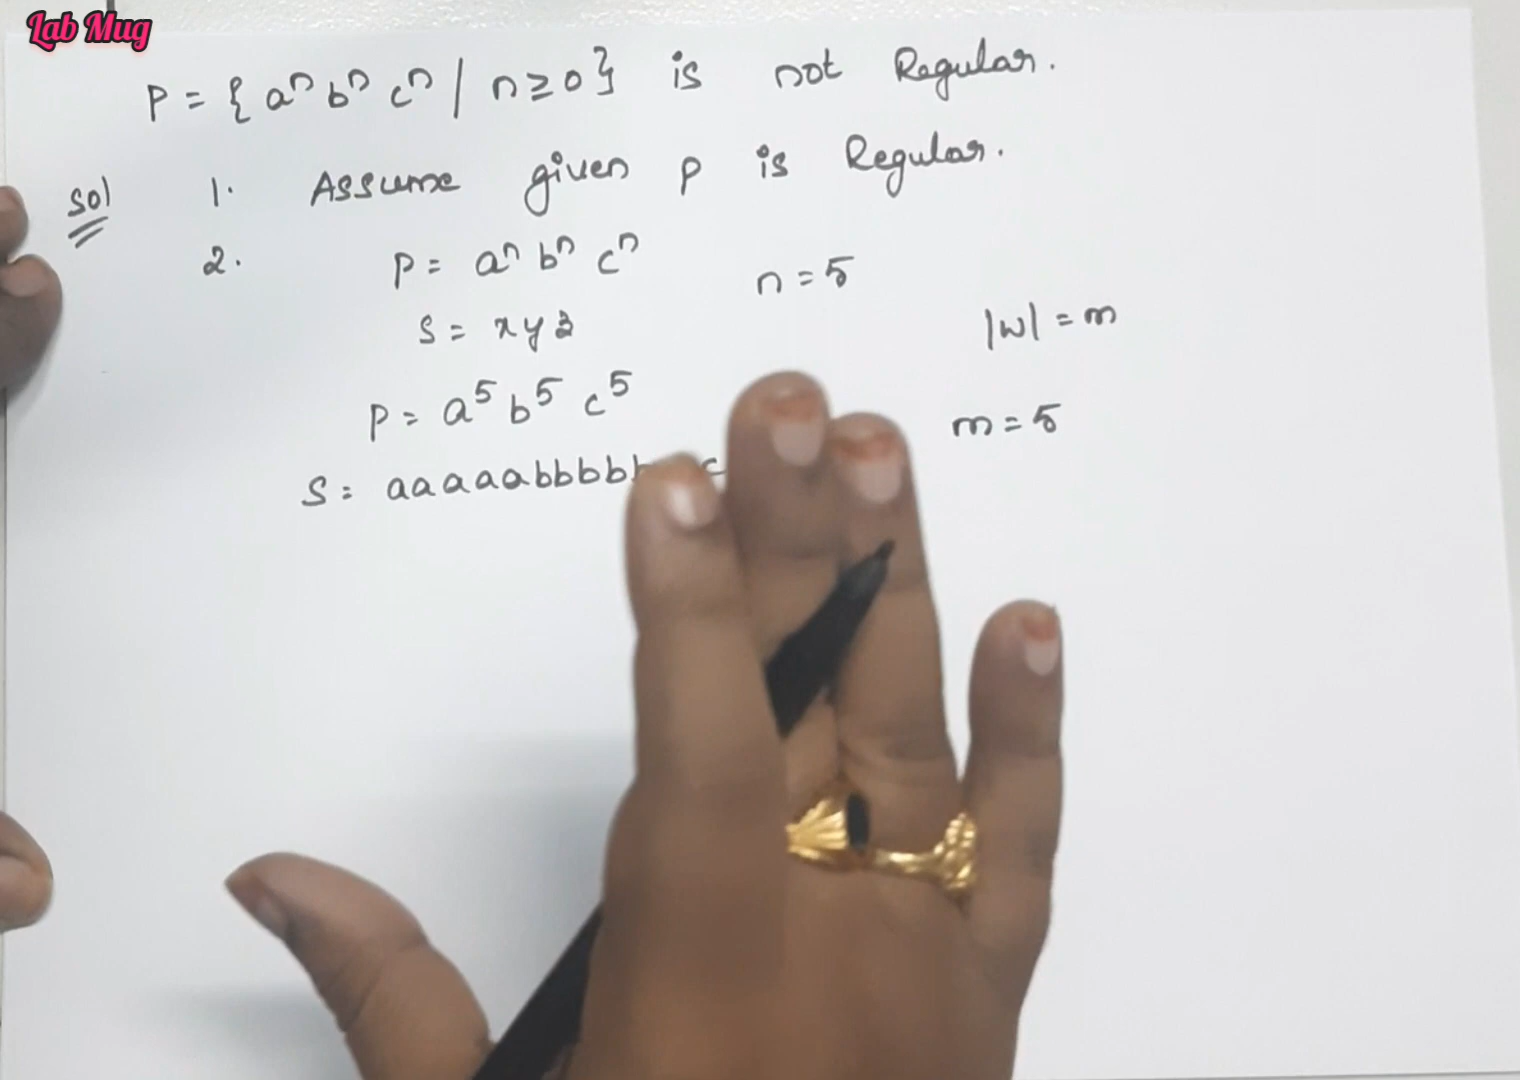 Lab Mug
P = { aⁿ bⁿ cⁿ / n ≥ 0 } is not Regular.
Sol 1. Assume given P is Regular.
2. P = aⁿ bⁿ cⁿ n = 5
S = xyz |w| = m
P = a⁵ b⁵ c⁵ m = 5
S = aaaaabbbb c